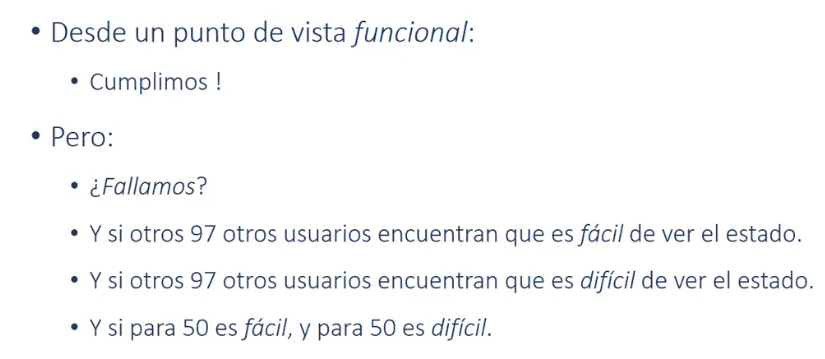 • Desde un punto de vista funcional:
• Cumplimos !
• Pero:
• ¿Fallamos?
• Y si otros 97 otros usuarios encuentran que es fácil de ver el estado.
• Y si otros 97 otros usuarios encuentran que es difícil de ver el estado.
• Y si para 50 es fácil, y para 50 es difícil.